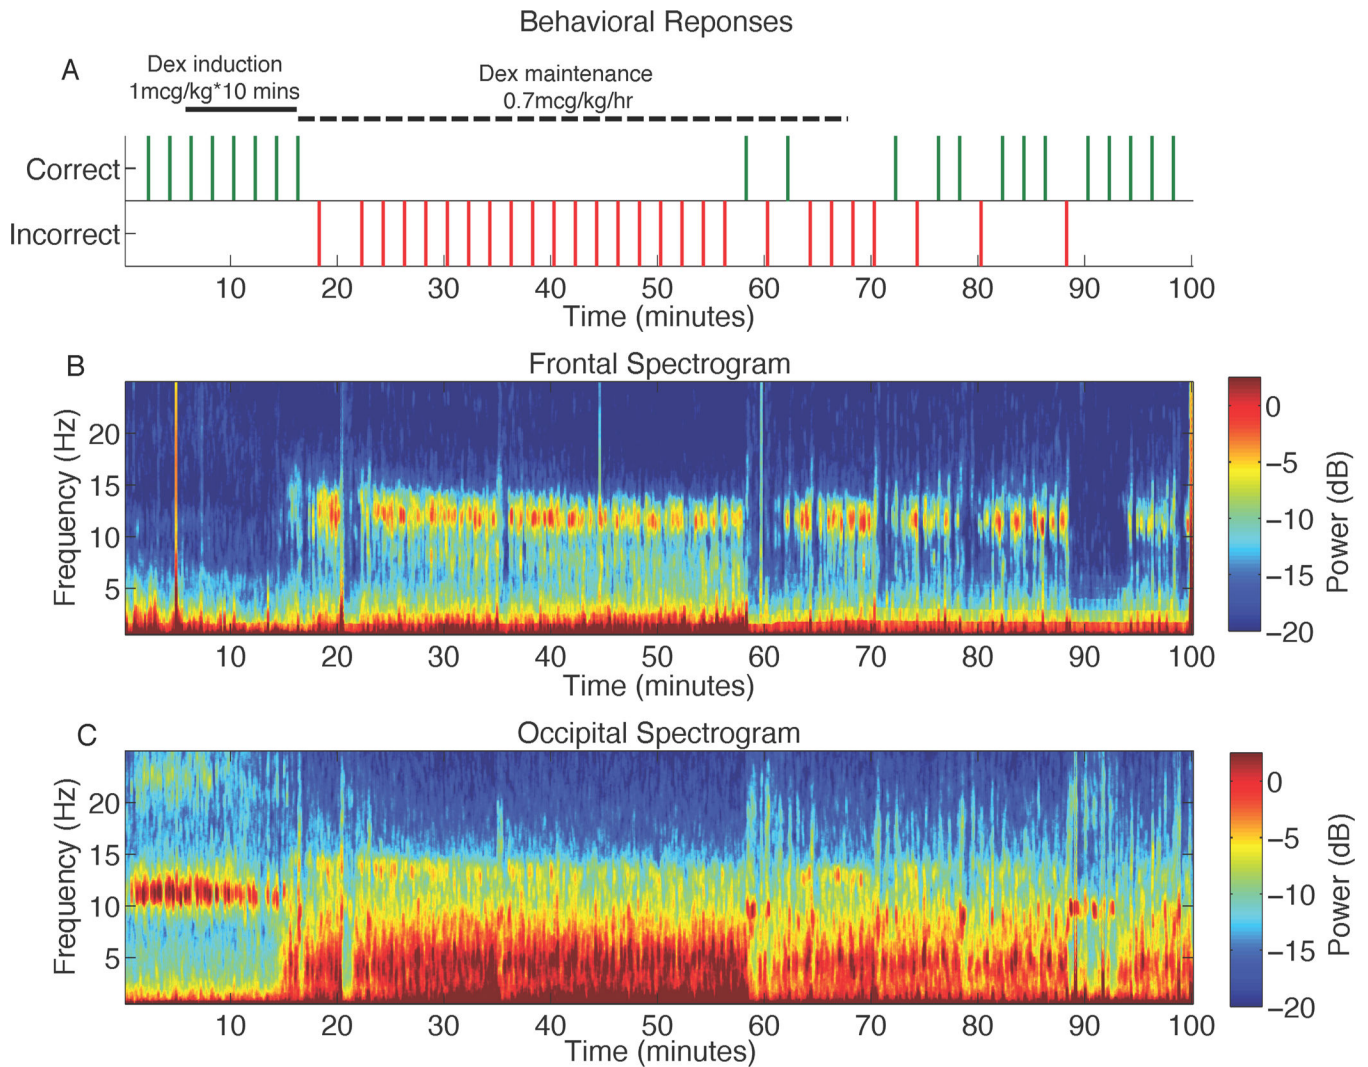 Behavioral Reponses
A
Dex induction
1mcg/kg*10 mins
Dex maintenance
0.7mcg/kg/hr
Correct
Incorrect
10 20 30 40 50 60 70 80 90 100
Time (minutes)
B
Frontal Spectrogram
Frequency (Hz)
20
15
10
5
10 20 30 40 50 60 70 80 90 100
Time (minutes)
0
−5
−10
−15
−20
Power (dB)
C
Occipital Spectrogram
Frequency (Hz)
20
15
10
5
10 20 30 40 50 60 70 80 90 100
Time (minutes)
0
−5
−10
−15
−20
Power (dB)